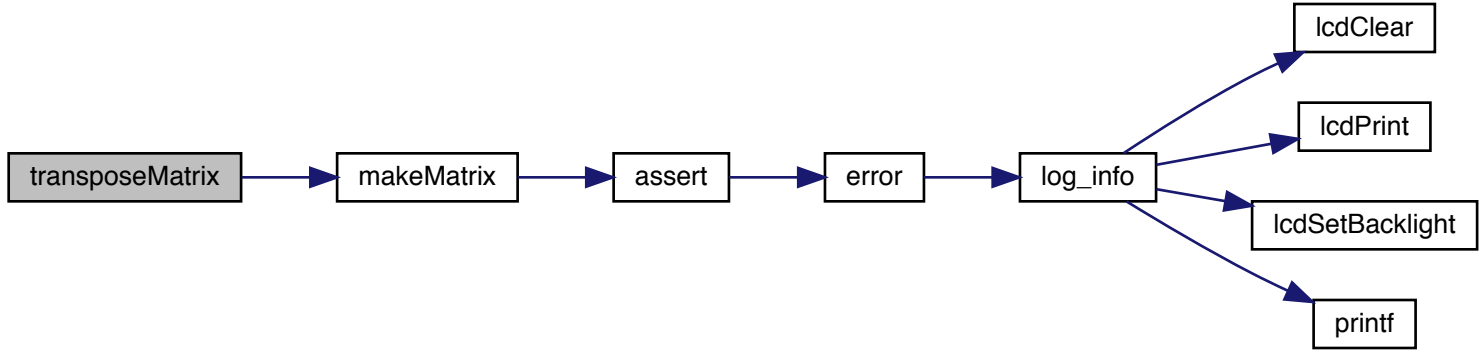 transposeMatrix
makeMatrix
assert
error
log_info
lcdClear
lcdPrint
lcdSetBacklight
printf